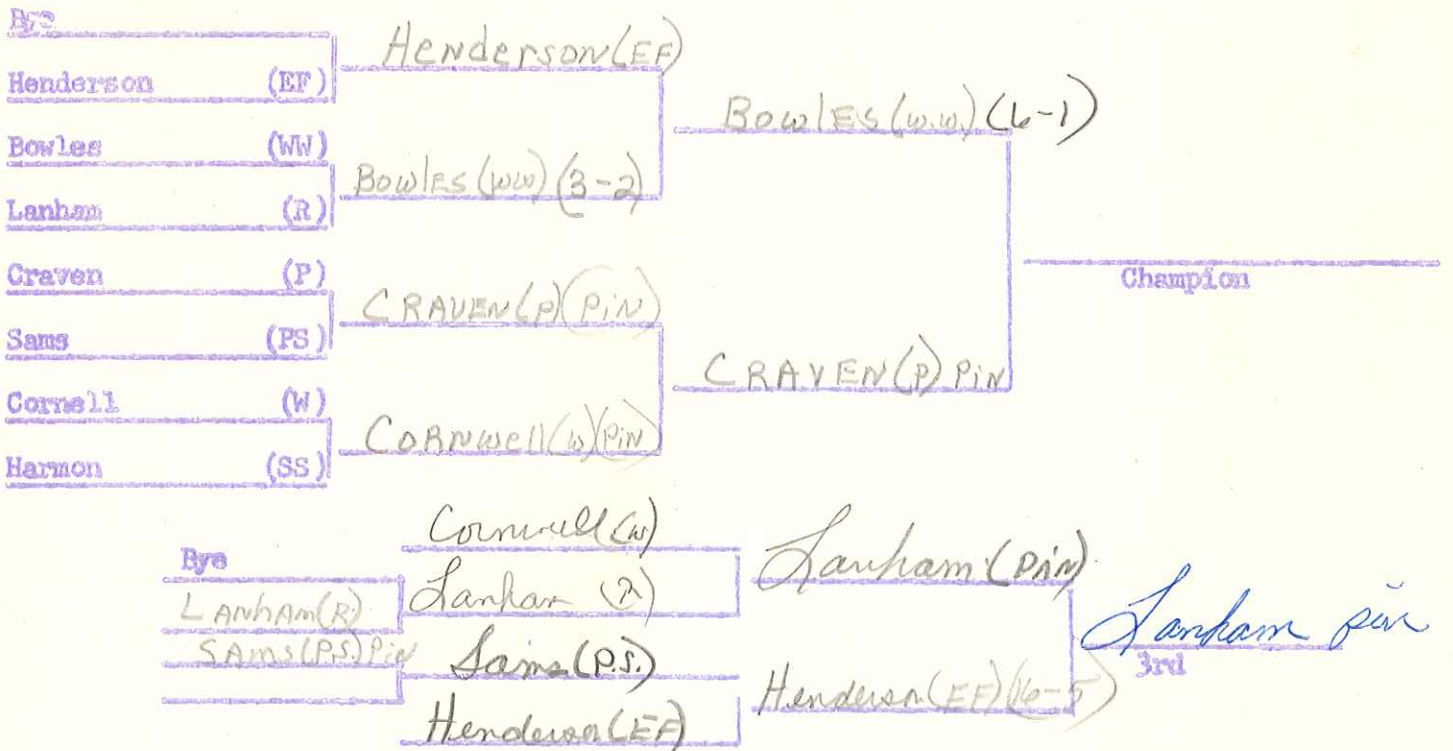 Bye
Henderson (EF)
Henderson (EF)
Bowles (WW)
Bowles (W.W.) (6-1)
Bowles (WW) (3-2)
Lanham (R)
Craven (P)
Champion
CRAVEN (P) (PiN)
Sams (PS)
CRAVEN (P) PiN
Cornell (W)
CORNWell (W) (PiN)
Harmon (SS)
Cornwell (W)
Bye
Lanham (PiN)
LANhAM (R)
Lanham (R)
Lanham pin
SAMS (P.S.) PiN
Sams (P.S.)
3rd
Henderson (EF) (16-5)
Henderson (EF)